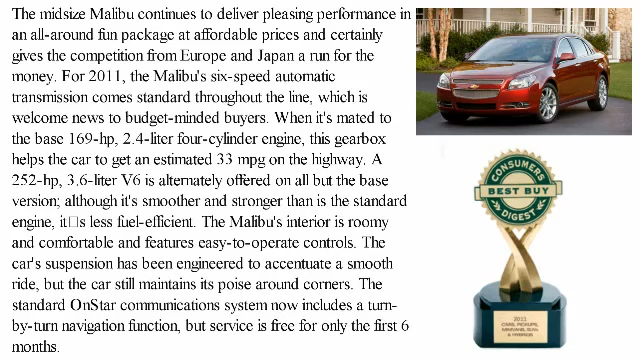 The midsize Malibu continues to deliver pleasing performance in
an all-around fun package at affordable prices and certainly
gives the competition from Europe and Japan a run for the
money. For 2011, the Malibu's six-speed automatic
transmission comes standard throughout the line, which is
welcome news to budget-minded buyers. When it's mated to
the base 169-hp, 2.4-liter four-cylinder engine, this gearbox
helps the car to get an estimated 33 mpg on the highway. A
252-hp, 3.6-liter V6 is alternately offered on all but the base
version; although it's smoother and stronger than is the standard
engine, it□s less fuel-efficient. The Malibu's interior is roomy
and comfortable and features easy-to-operate controls. The
car's suspension has been engineered to accentuate a smooth
ride, but the car still maintains its poise around corners. The
standard OnStar communications system now includes a turn-
by-turn navigation function, but service is free for only the first 6
months.
CONSUMERS
BEST BUY
DIGEST
2011
CARS, PICKUPS,
MINIVANS, SUVs
& HYBRIDS